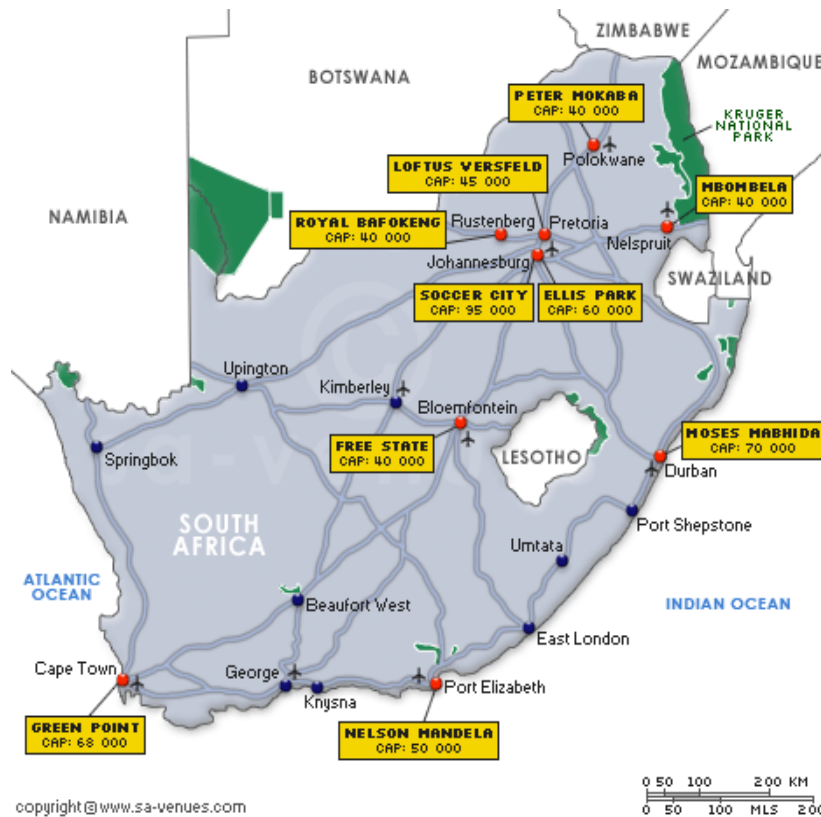 ZIMBABWE
MOZAMBIQUE
BOTSWANA
PETER MOKABA
CAP: 40 000
KRUGER
NATIONAL
PARK
Polokwane
LOFTUS VERSFELD
CAP: 45 000
MBOMBELA
CAP: 40 000
NAMIBIA
ROYAL BAFOKENG
CAP: 40 000
Rustenberg
Pretoria
Nelspruit
Johannesburg
SWAZILAND
SOCCER CITY
CAP: 95 000
ELLIS PARK
CAP: 60 000
Upington
Kimberley
Bloemfontein
FREE STATE
CAP: 40 000
LESOTHO
MOSES MABHIDA
CAP: 70 000
Durban
Springbok
SOUTH
AFRICA
Port Shepstone
Umtata
ATLANTIC
OCEAN
INDIAN OCEAN
Beaufort West
East London
Cape Town
George
Knysna
Port Elizabeth
GREEN POINT
CAP: 68 000
NELSON MANDELA
CAP: 50 000
0 50 100 200 KM
0 50 100 MLS 200
copyright@www.sa-venues.com